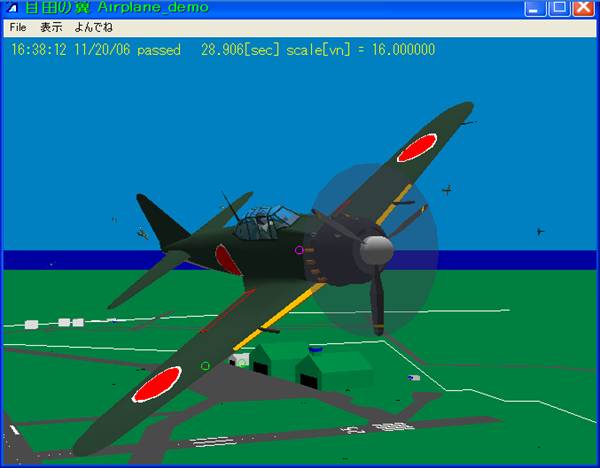 自由の翼 Airplane_demo
File 表示 よんでね
16:38:12 11/20/06 passed 28.906[sec] scale[vn] = 16.000000